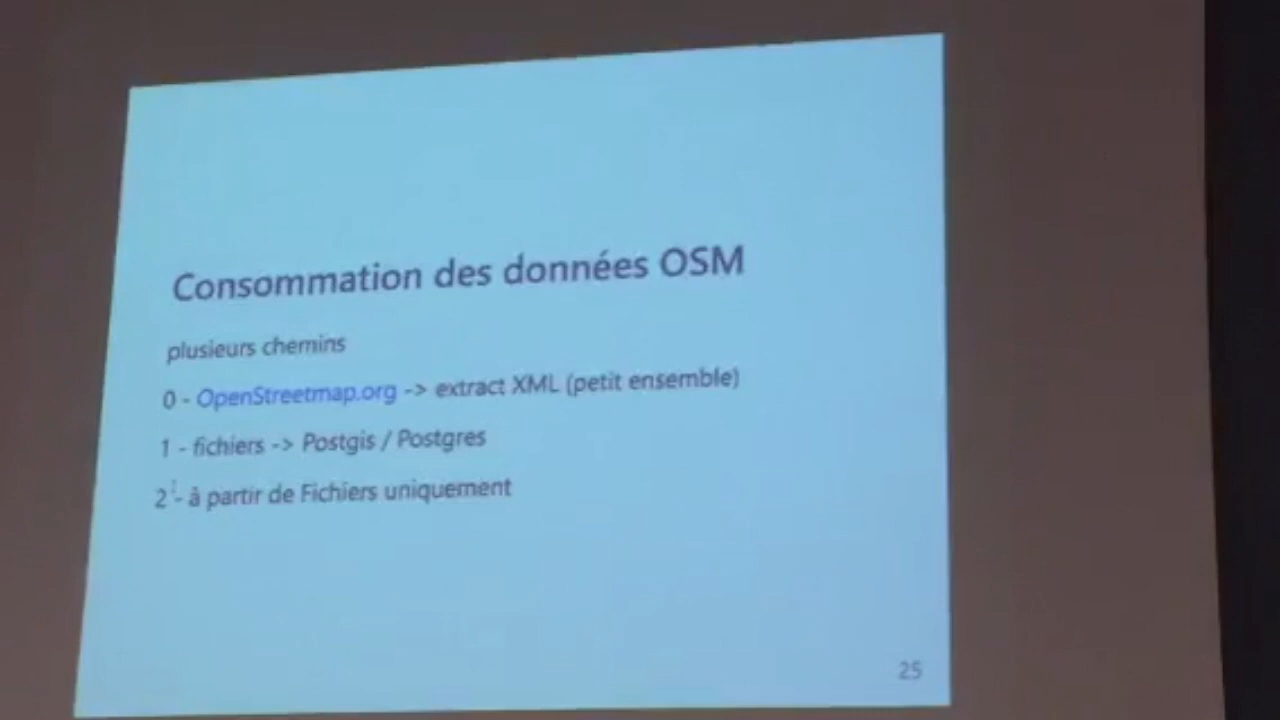 Consommation des données OSM
plusieurs chemins
0 - OpenStreetmap.org -> extract XML (petit ensemble)
1 - fichiers -> Postgis / Postgres
2 - à partir de Fichiers uniquement
25